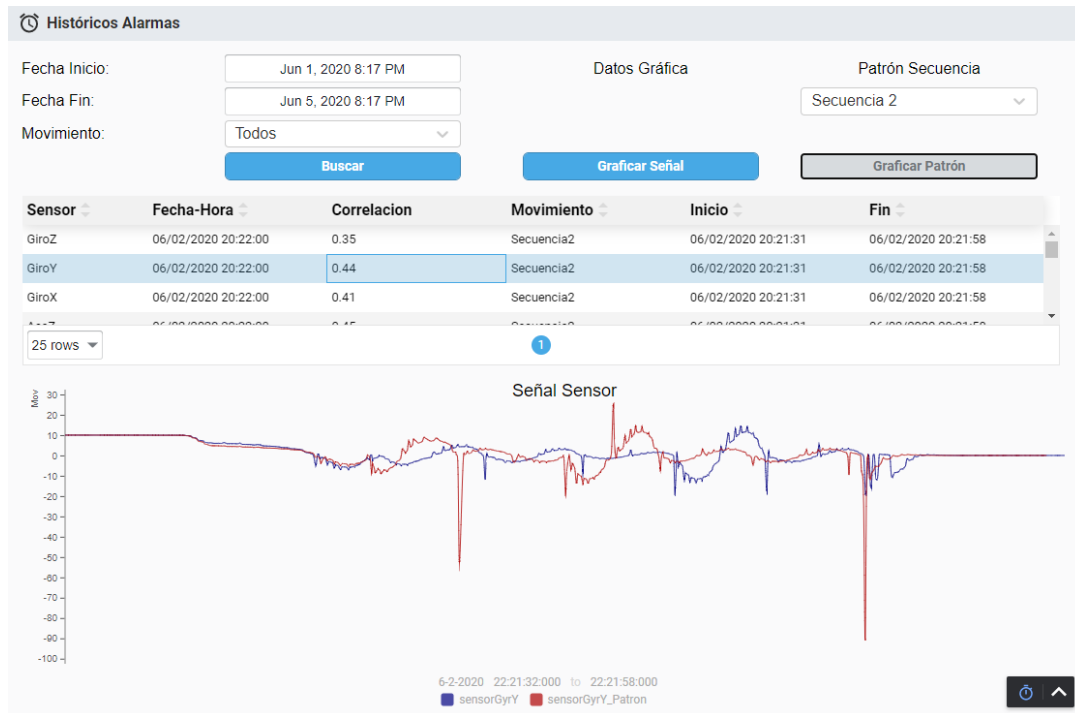 Históricos Alarmas
Fecha Inicio: Jun 1, 2020 8:17 PM Datos Gráfica Patrón Secuencia
Fecha Fin: Jun 5, 2020 8:17 PM Secuencia 2
Movimiento: Todos
Buscar Graficar Señal Graficar Patrón
Sensor Fecha-Hora Correlacion Movimiento Inicio Fin
GiroZ 06/02/2020 20:22:00 0.35 Secuencia2 06/02/2020 20:21:31 06/02/2020 20:21:58
GiroY 06/02/2020 20:22:00 0.44 Secuencia2 06/02/2020 20:21:31 06/02/2020 20:21:58
GiroX 06/02/2020 20:22:00 0.41 Secuencia2 06/02/2020 20:21:31 06/02/2020 20:21:58
25 rows 1
Señal Sensor
Mov
30
20
10
0
-10
-20
-30
-40
-50
-60
-70
-80
-90
-100
6-2-2020 22:21:32:000 to 22:21:58:000
sensorGyrY sensorGyrY_Patron